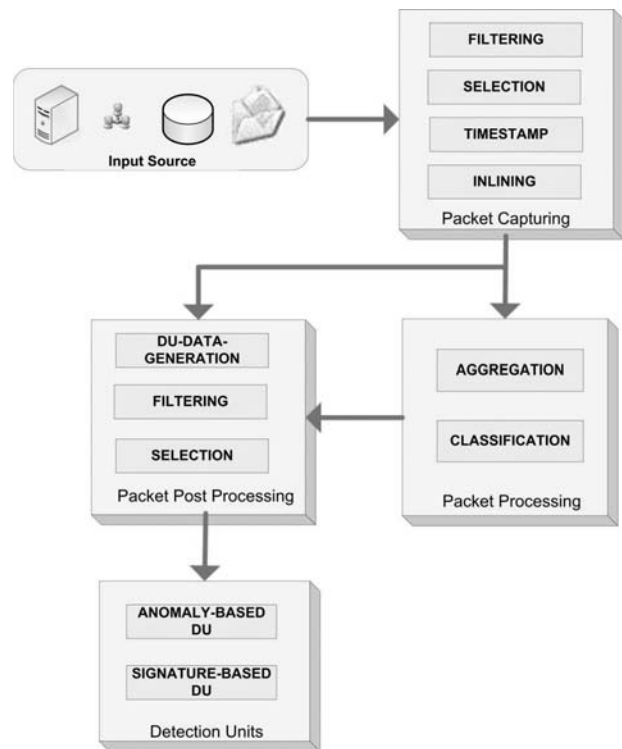 Input Source
FILTERING
SELECTION
TIMESTAMP
INLINING
Packet Capturing
DU-DATA-
GENERATION
FILTERING
SELECTION
Packet Post Processing
AGGREGATION
CLASSIFICATION
Packet Processing
ANOMALY-BASED
DU
SIGNATURE-BASED
DU
Detection Units